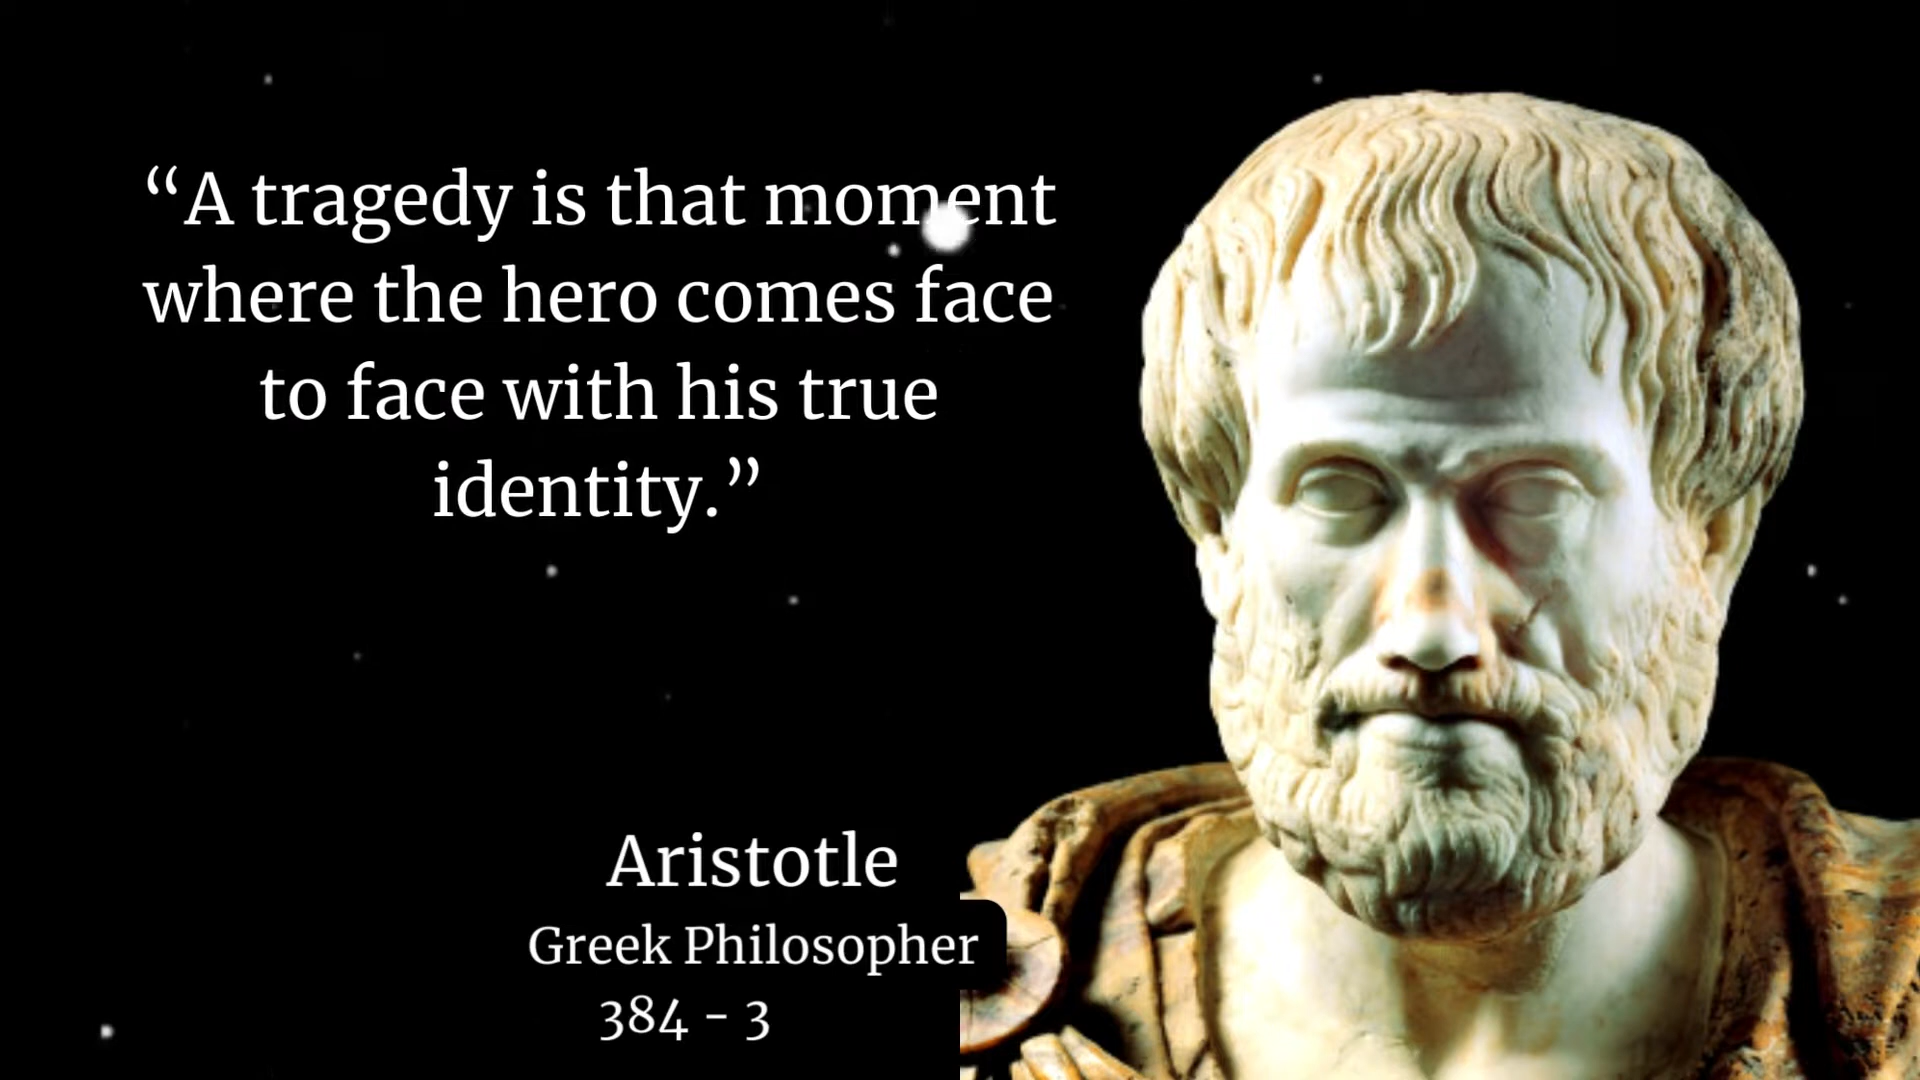 “A tragedy is that moment
where the hero comes face
to face with his true
identity.”
Aristotle
Greek Philosopher
384 - 3